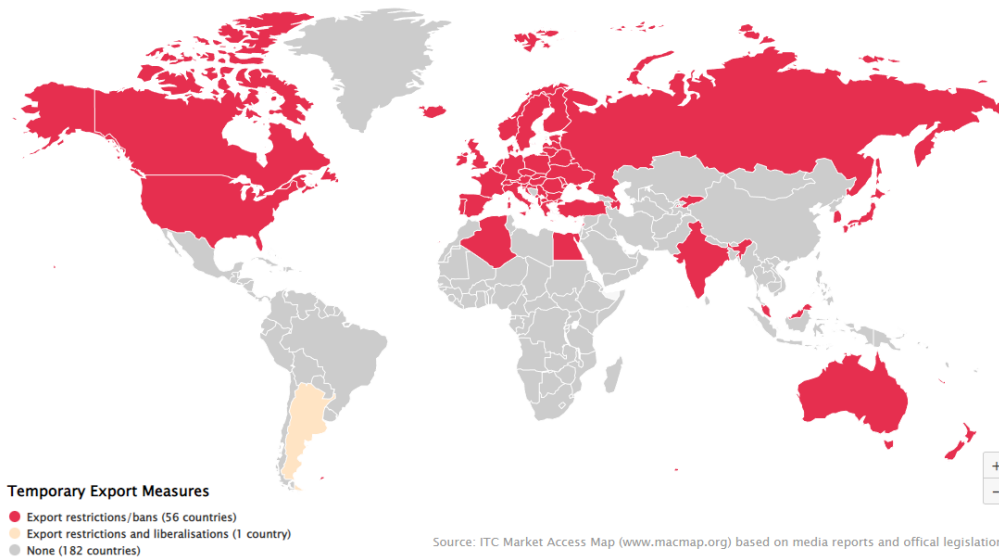 Temporary Export Measures
Export restrictions/bans (56 countries)
Export restrictions and liberalisations (1 country)
None (182 countries)
Source: ITC Market Access Map (www.macmap.org) based on media reports and offical legislation
+
−